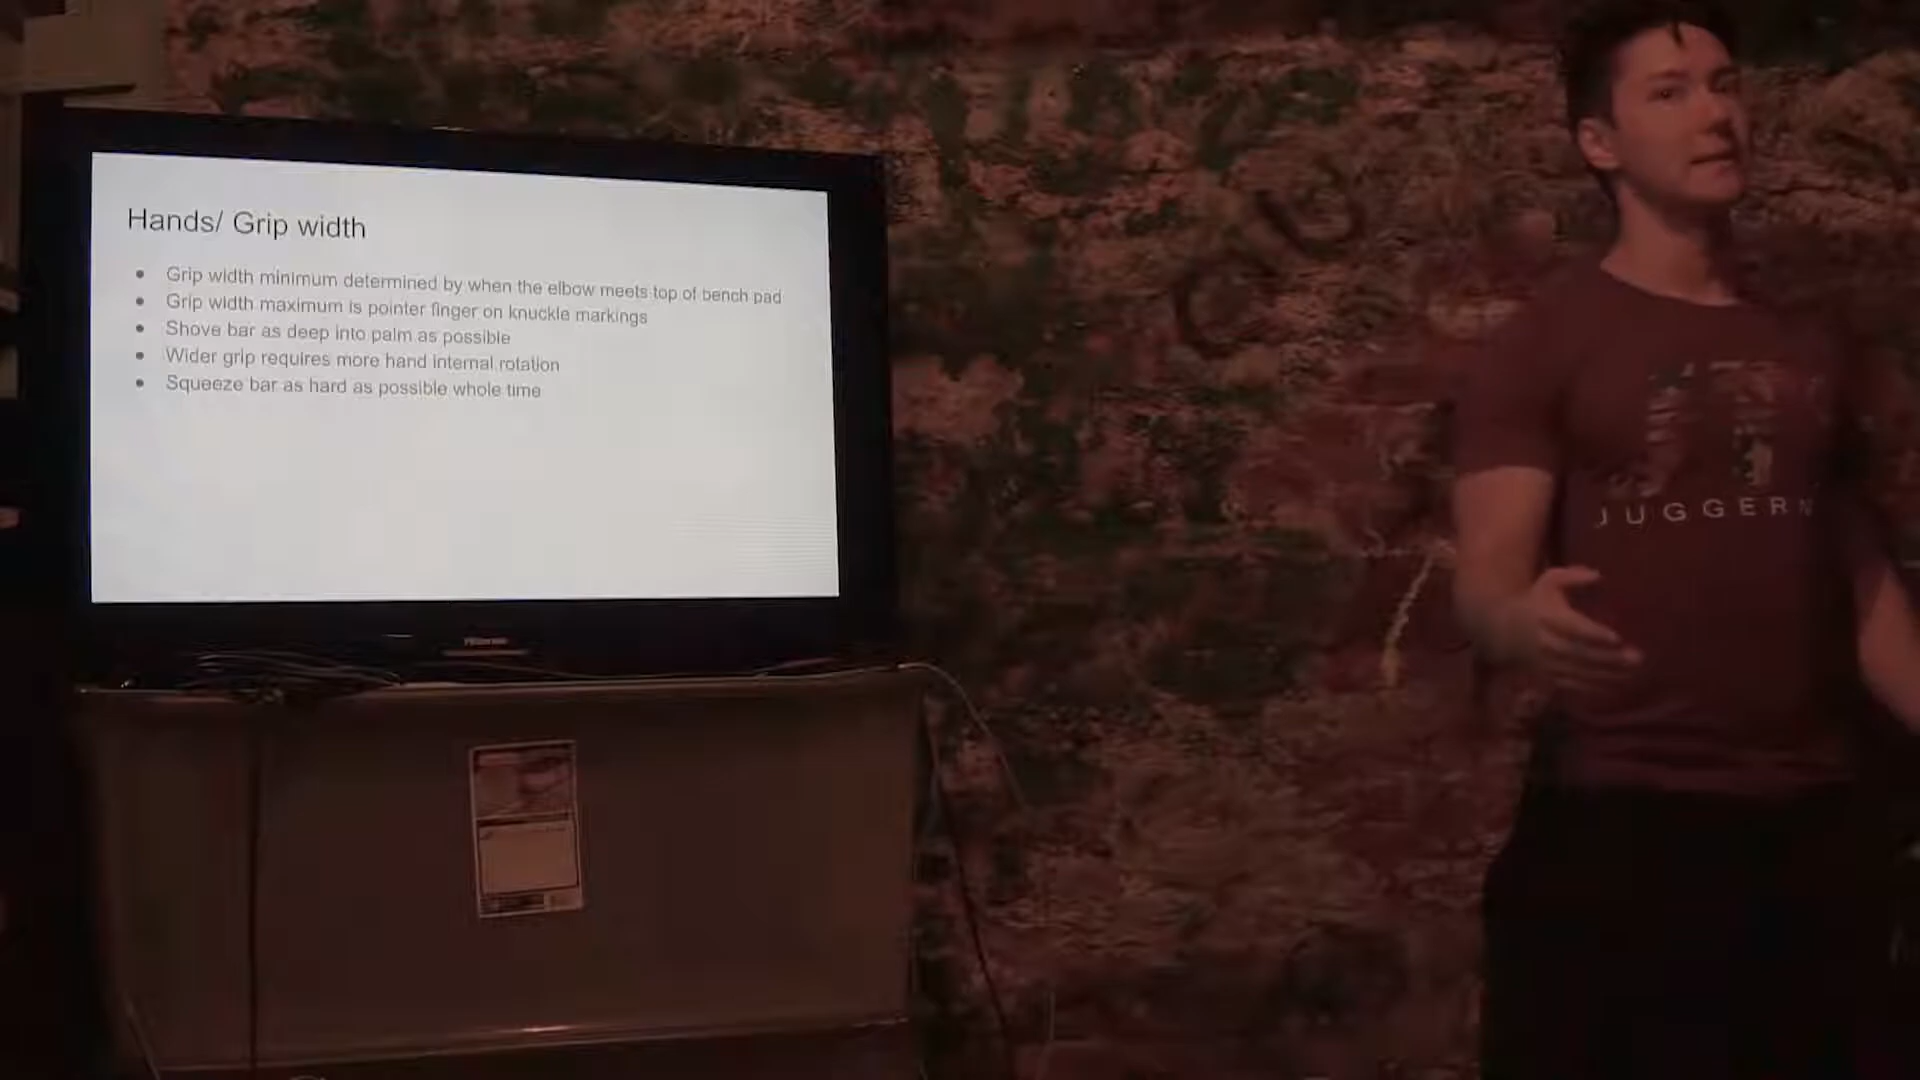 Hands/ Grip width
● Grip width minimum determined by when the elbow meets top of bench pad
● Grip width maximum is pointer finger on knuckle markings
● Shove bar as deep into palm as possible
● Wider grip requires more hand internal rotation
● Squeeze bar as hard as possible whole time
Hisense
JUGGERN